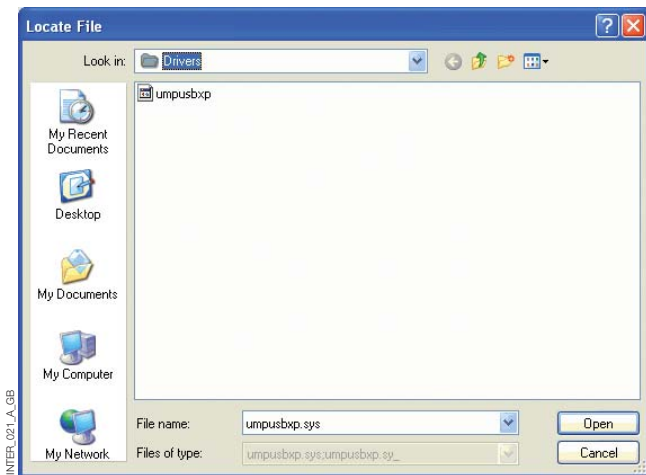 Locate File
?
X
Look in:
Drivers
umpusbxp
My Recent
Documents
Desktop
My Documents
My Computer
My Network
File name:
umpusbxp.sys
Open
Files of type:
umpusbxp.sys;umpusbxp.sy_
Cancel
INTER_021_A_GB